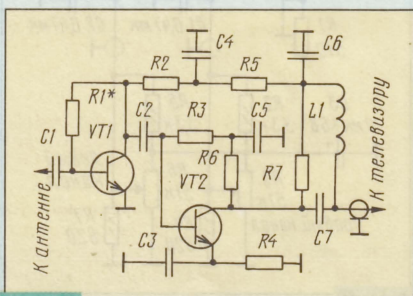 C4
C6
R2
R5
R1*
C2
R3
C5
L1
C1
VT1
R6
R7
VT2
C7
C3
R4
К антенне
К телевизору